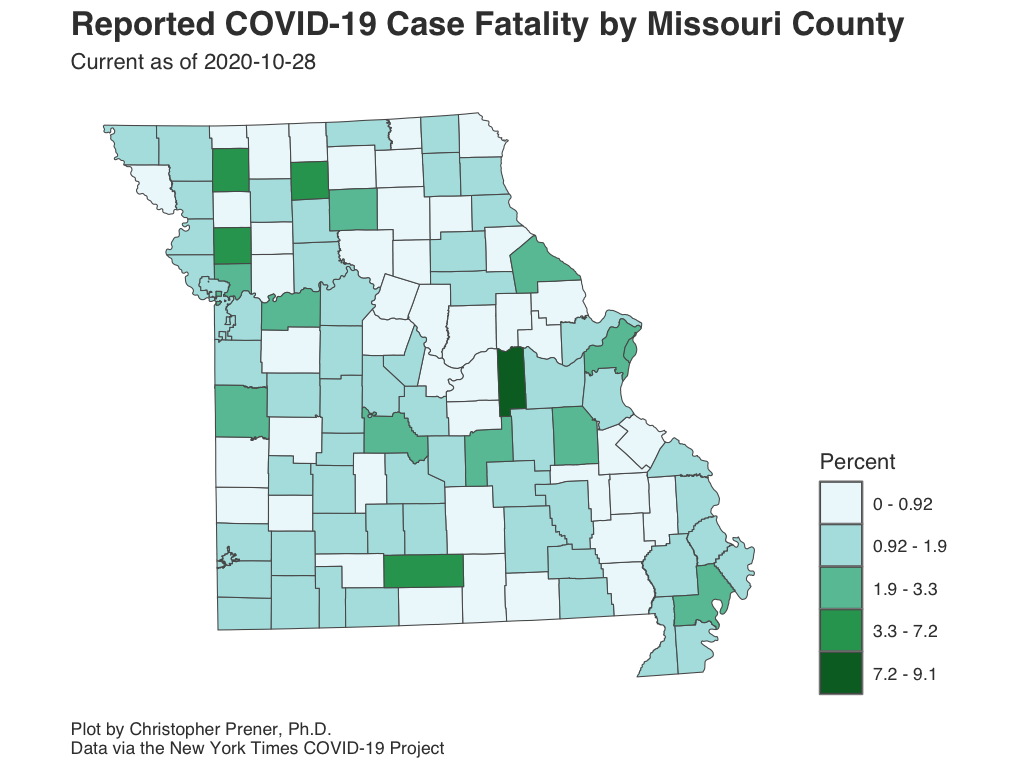 Reported COVID-19 Case Fatality by Missouri County
Current as of 2020-10-28
Percent
0 - 0.92
0.92 - 1.9
1.9 - 3.3
3.3 - 7.2
7.2 - 9.1
Plot by Christopher Prener, Ph.D.
Data via the New York Times COVID-19 Project